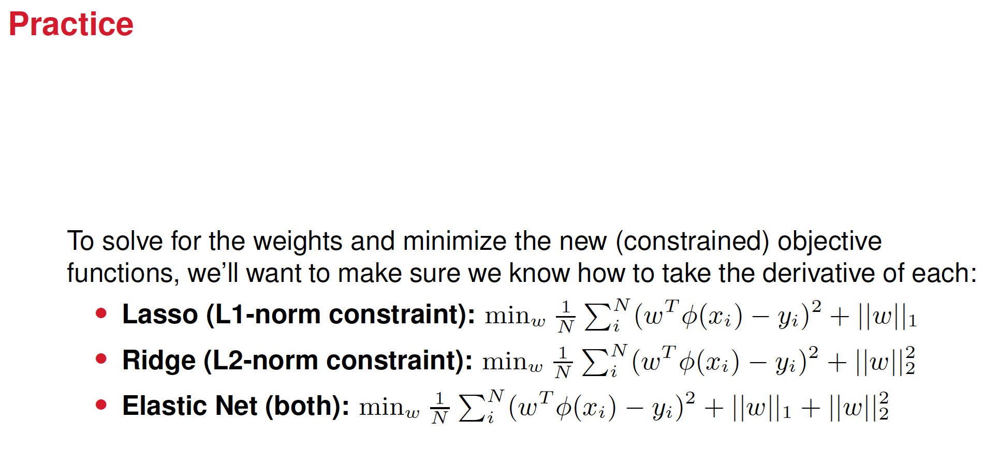 Practice
To solve for the weights and minimize the new (constrained) objective
functions, we’ll want to make sure we know how to take the derivative of each:
• Lasso (L1-norm constraint): $\min_w \frac{1}{N} \sum_i^N (w^T \phi(x_i) - y_i)^2 + ||w||_1$
• Ridge (L2-norm constraint): $\min_w \frac{1}{N} \sum_i^N (w^T \phi(x_i) - y_i)^2 + ||w||_2^2$
• Elastic Net (both): $\min_w \frac{1}{N} \sum_i^N (w^T \phi(x_i) - y_i)^2 + ||w||_1 + ||w||_2^2$